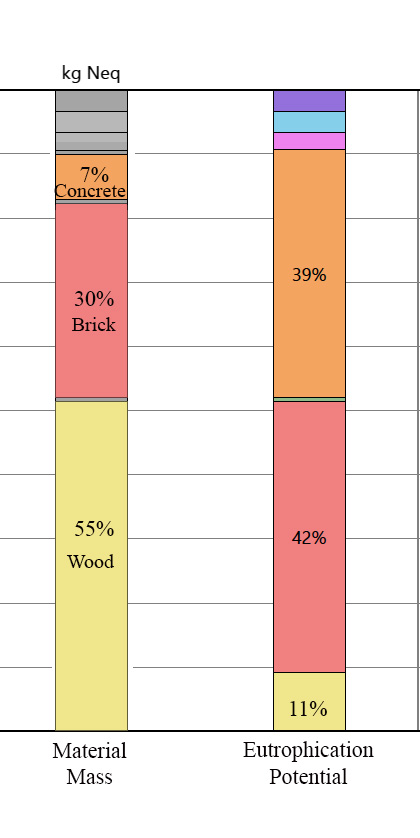 kg Neq
7%
Concrete
30%
Brick
55%
Wood
39%
42%
11%
Material
Mass
Eutrophication
Potential